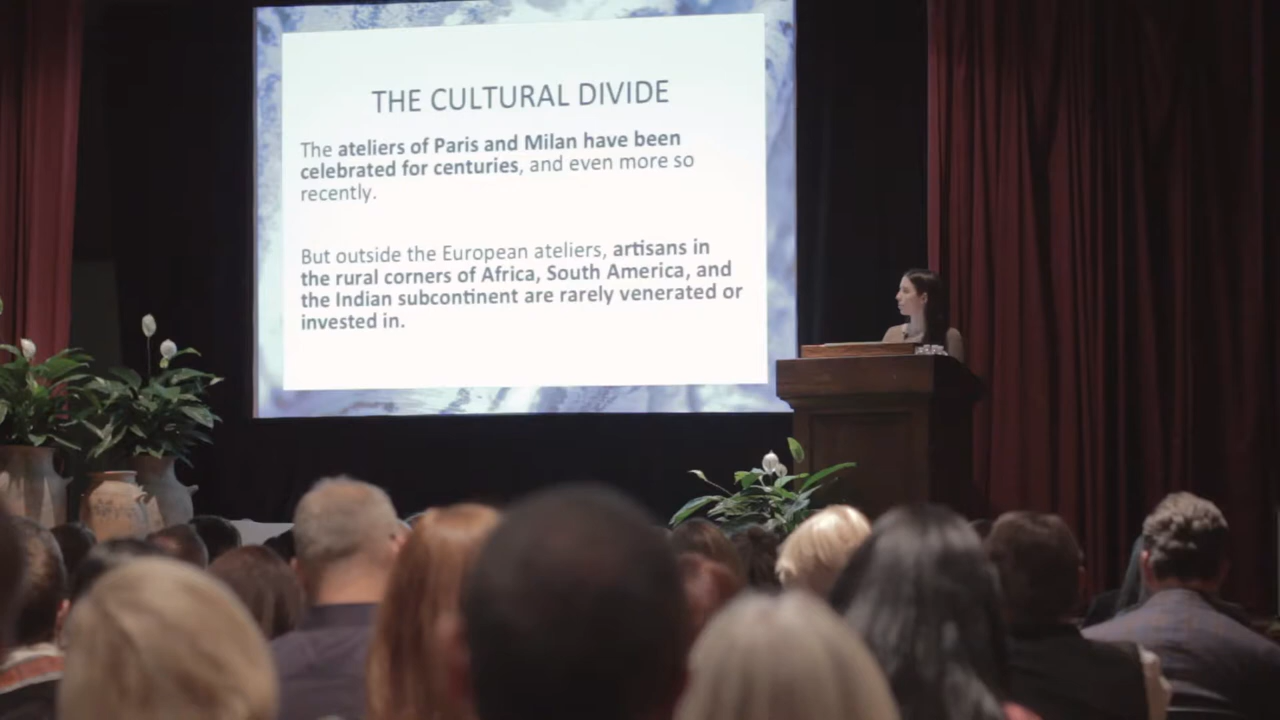 THE CULTURAL DIVIDE
The ateliers of Paris and Milan have been
celebrated for centuries, and even more so
recently.
But outside the European ateliers, artisans in
the rural corners of Africa, South America, and
the Indian subcontinent are rarely venerated or
invested in.